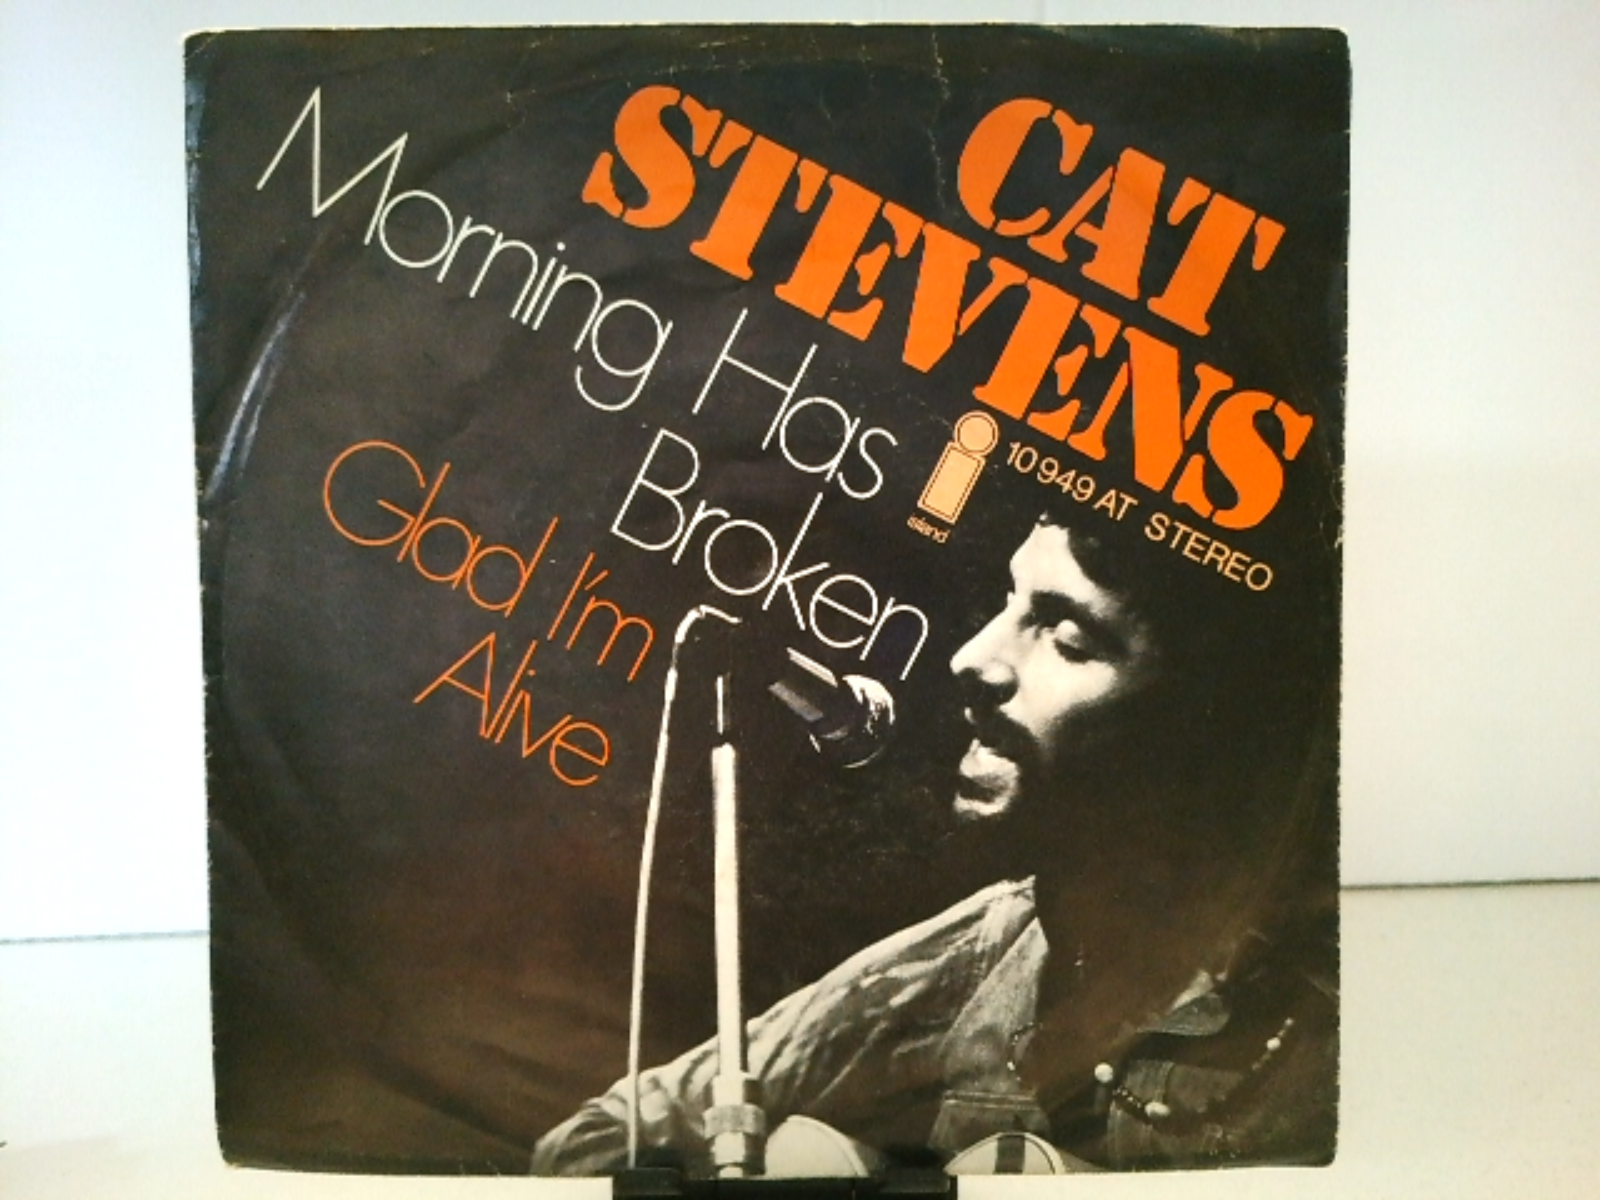 CAT
STEVENS
Morning Has
Broken
Glad I'm
Alive
island
10 949 AT STEREO